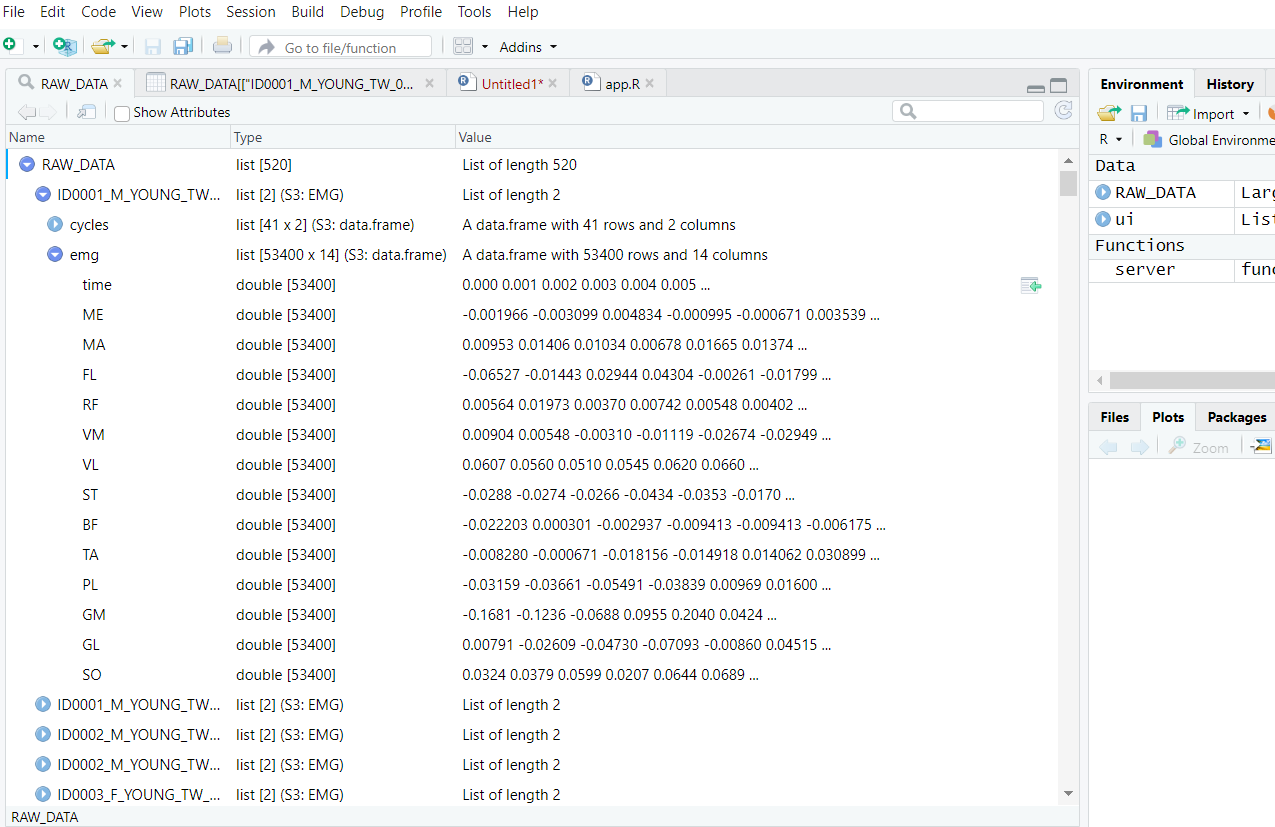 File Edit Code View Plots Session Build Debug Profile Tools Help
Go to file/function Addins
RAW_DATA RAW_DATA[["ID0001_M_YOUNG_TW_0... Untitled1* app.R
Show Attributes
Name Type Value
RAW_DATA list [520] List of length 520
ID0001_M_YOUNG_TW... list [2] (S3: EMG) List of length 2
cycles list [41 x 2] (S3: data.frame) A data.frame with 41 rows and 2 columns
emg list [53400 x 14] (S3: data.frame) A data.frame with 53400 rows and 14 columns
time double [53400] 0.000 0.001 0.002 0.003 0.004 0.005 ...
ME double [53400] -0.001966 -0.003099 0.004834 -0.000995 -0.000671 0.003539 ...
MA double [53400] 0.00953 0.01406 0.01034 0.00678 0.01665 0.01374 ...
FL double [53400] -0.06527 -0.01443 0.02944 0.04304 -0.00261 -0.01799 ...
RF double [53400] 0.00564 0.01973 0.00370 0.00742 0.00548 0.00402 ...
VM double [53400] 0.00904 0.00548 -0.00310 -0.01119 -0.02674 -0.02949 ...
VL double [53400] 0.0607 0.0560 0.0510 0.0545 0.0620 0.0660 ...
ST double [53400] -0.0288 -0.0274 -0.0266 -0.0434 -0.0353 -0.0170 ...
BF double [53400] -0.022203 0.000301 -0.002937 -0.009413 -0.009413 -0.006175 ...
TA double [53400] -0.008280 -0.000671 -0.018156 -0.014918 0.014062 0.030899 ...
PL double [53400] -0.03159 -0.03661 -0.05491 -0.03839 0.00969 0.01600 ...
GM double [53400] -0.1681 -0.1236 -0.0688 0.0955 0.2040 0.0424 ...
GL double [53400] 0.00791 -0.02609 -0.04730 -0.07093 -0.00860 0.04515 ...
SO double [53400] 0.0324 0.0379 0.0599 0.0207 0.0644 0.0689 ...
ID0001_M_YOUNG_TW... list [2] (S3: EMG) List of length 2
ID0002_M_YOUNG_TW... list [2] (S3: EMG) List of length 2
ID0002_M_YOUNG_TW... list [2] (S3: EMG) List of length 2
ID0003_F_YOUNG_TW_... list [2] (S3: EMG) List of length 2
RAW_DATA
Environment History
Import
R Global Environme
Data
RAW_DATA Larg
ui List
Functions
server func
Files Plots Packages
Zoom